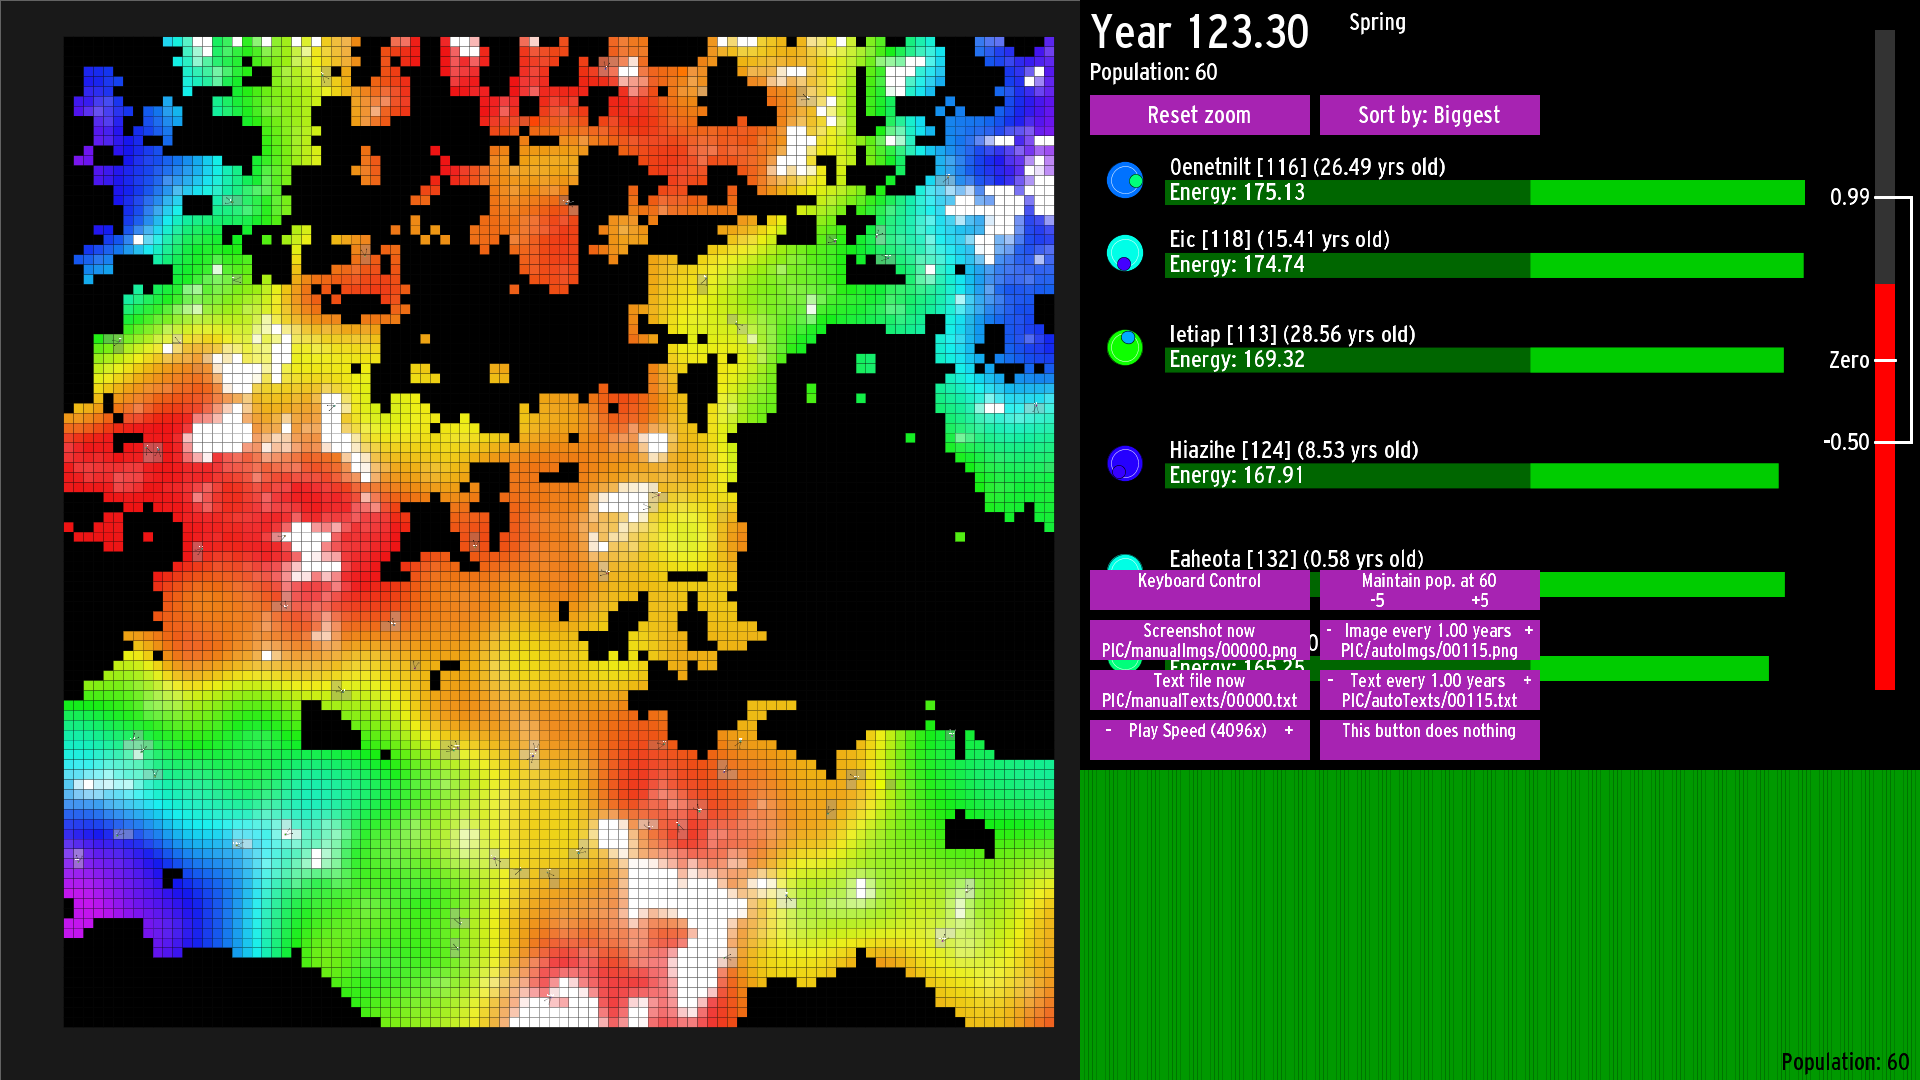 Year 123.30 Spring
Population: 60
Reset zoom Sort by: Biggest
Oenetnilt [116] (26.49 yrs old)
Energy: 175.13
0.99
Eic [118] (15.41 yrs old)
Energy: 174.74
Ietiap [113] (28.56 yrs old)
Energy: 169.32
Zero
-0.50
Hiazihe [124] (8.53 yrs old)
Energy: 167.91
Eaheota [132] (0.58 yrs old)
Keyboard Control
Maintain pop. at 60
-5 +5
Screenshot now
PIC/manualImgs/00000.png
- Image every 1.00 years +
PIC/autoImgs/00115.png
Energy: 165.25
Text file now
PIC/manualTexts/00000.txt
- Text every 1.00 years +
PIC/autoTexts/00115.txt
- Play Speed (4096x) +
This button does nothing
Population: 60